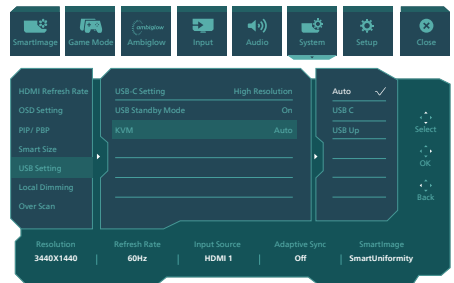 ambiglow
SmartImage Game Mode Ambiglow Input Audio System Setup Close
HDMI Refresh Rate USB-C Setting High Resolution Auto
OSD Setting USB Standby Mode On USB C
PIP/ PBP KVM Auto USB Up Select
Smart Size
USB Setting OK
Local Dimming Back
Over Scan
Resolution Refresh Rate Input Source Adaptive Sync SmartImage
3440X1440 60Hz HDMI 1 Off SmartUniformity